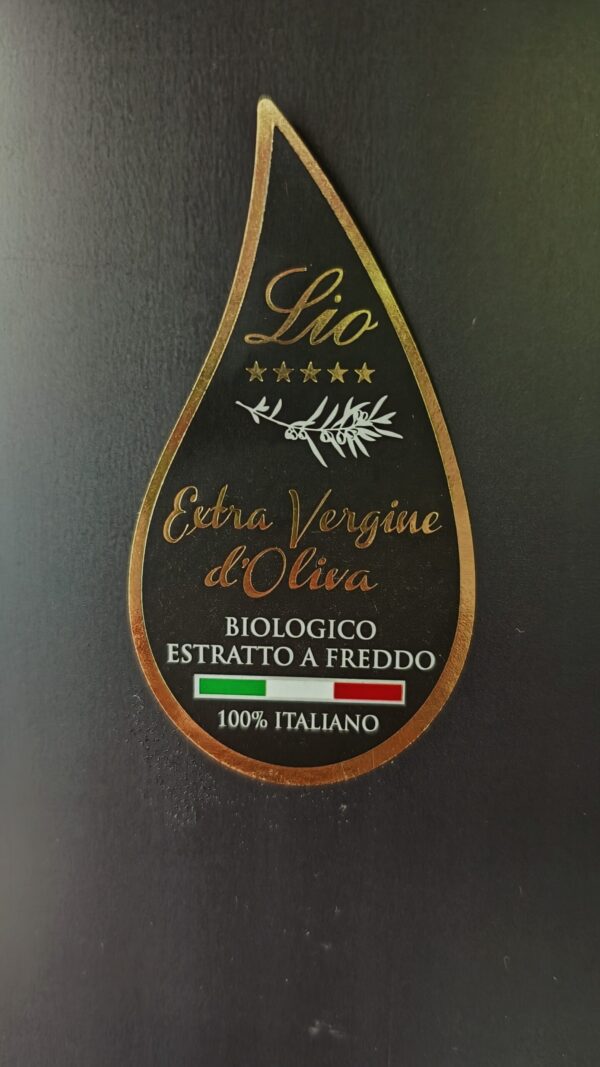 Lio
Extra Vergine
d'Oliva
BIOLOGICO
ESTRATTO A FREDDO
100% ITALIANO